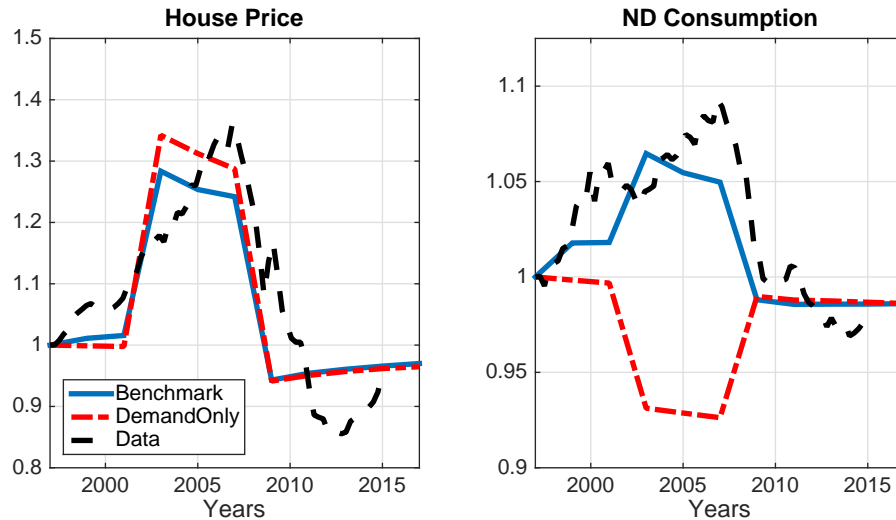 House Price
1.5
1.4
1.3
1.2
1.1
1
0.9
0.8
Benchmark
DemandOnly
Data
2000 2005 2010 2015
Years
ND Consumption
1.1
1.05
1
0.95
0.9
2000 2005 2010 2015
Years